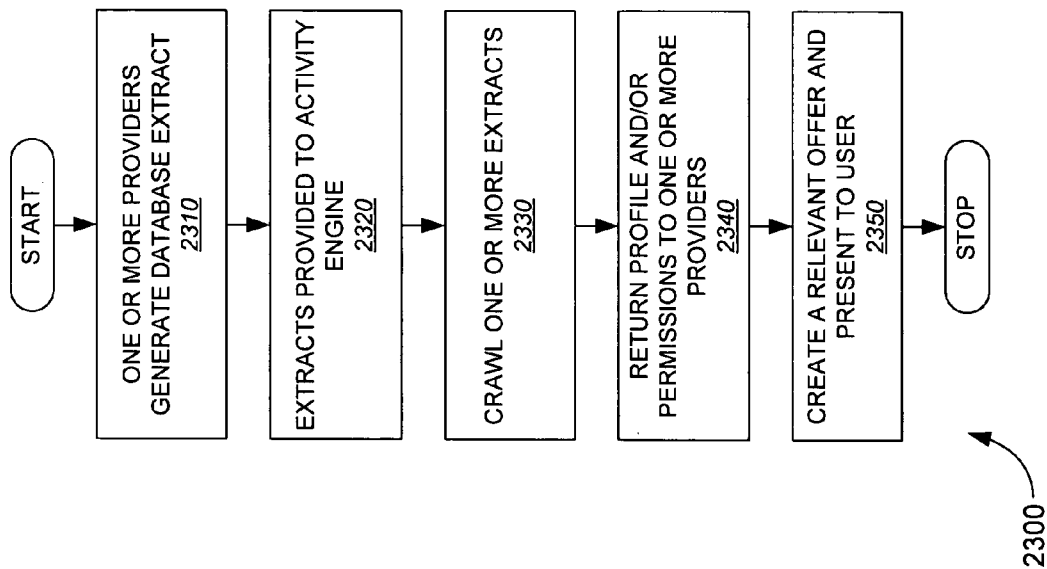 START
ONE OR MORE PROVIDERS
GENERATE DATABASE EXTRACT
2310
EXTRACTS PROVIDED TO ACTIVITY
ENGINE
2320
CRAWL ONE OR MORE EXTRACTS
2330
RETURN PROFILE AND/OR
PERMISSIONS TO ONE OR MORE
PROVIDERS
2340
CREATE A RELEVANT OFFER AND
PRESENT TO USER
2350
STOP
2300